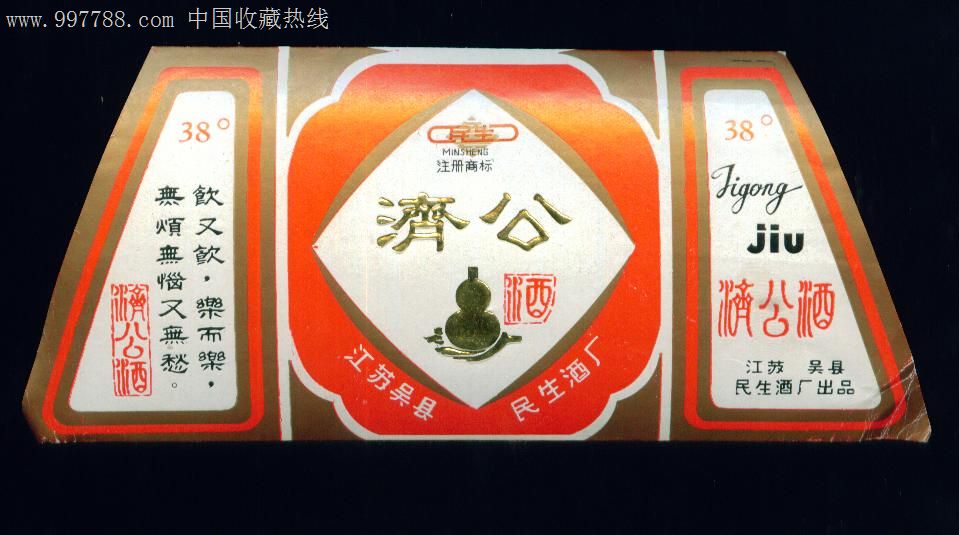 www.997788.com 中国收藏热线
38°
飲又飲，樂而樂，
無煩無惱又無愁。
濟公酒
民生
MINSHENG
注册商标
濟公
酒
江苏吴县 民生酒厂
38°
Jigong
jiu
濟公酒
江苏 吴县
民生酒厂出品